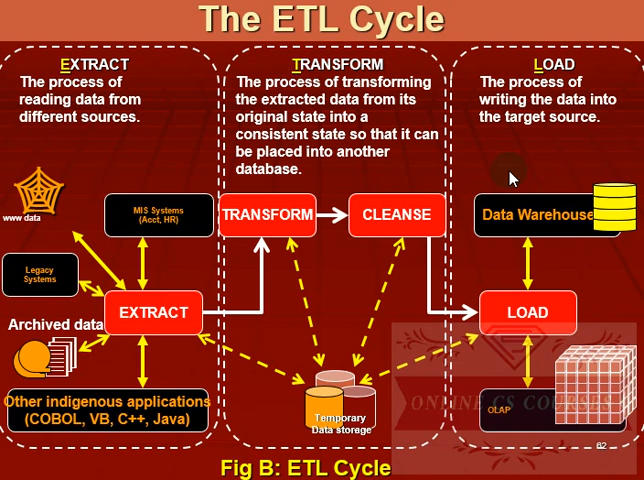 The ETL Cycle
EXTRACT
The process of
reading data from
different sources.
TRANSFORM
The process of transforming
the extracted data from its
original state into a
consistent state so that it can
be placed into another
database.
LOAD
The process of
writing the data into
the target source.
www data
MIS Systems
(Acct, HR)
TRANSFORM
CLEANSE
Data Warehouse
Legacy
Systems
EXTRACT
LOAD
Archived data
Other indigenous applications
(COBOL, VB, C++, Java)
Temporary
Data storege
OLAP
ONLINE CS COURSES
62
Fig B: ETL Cycle